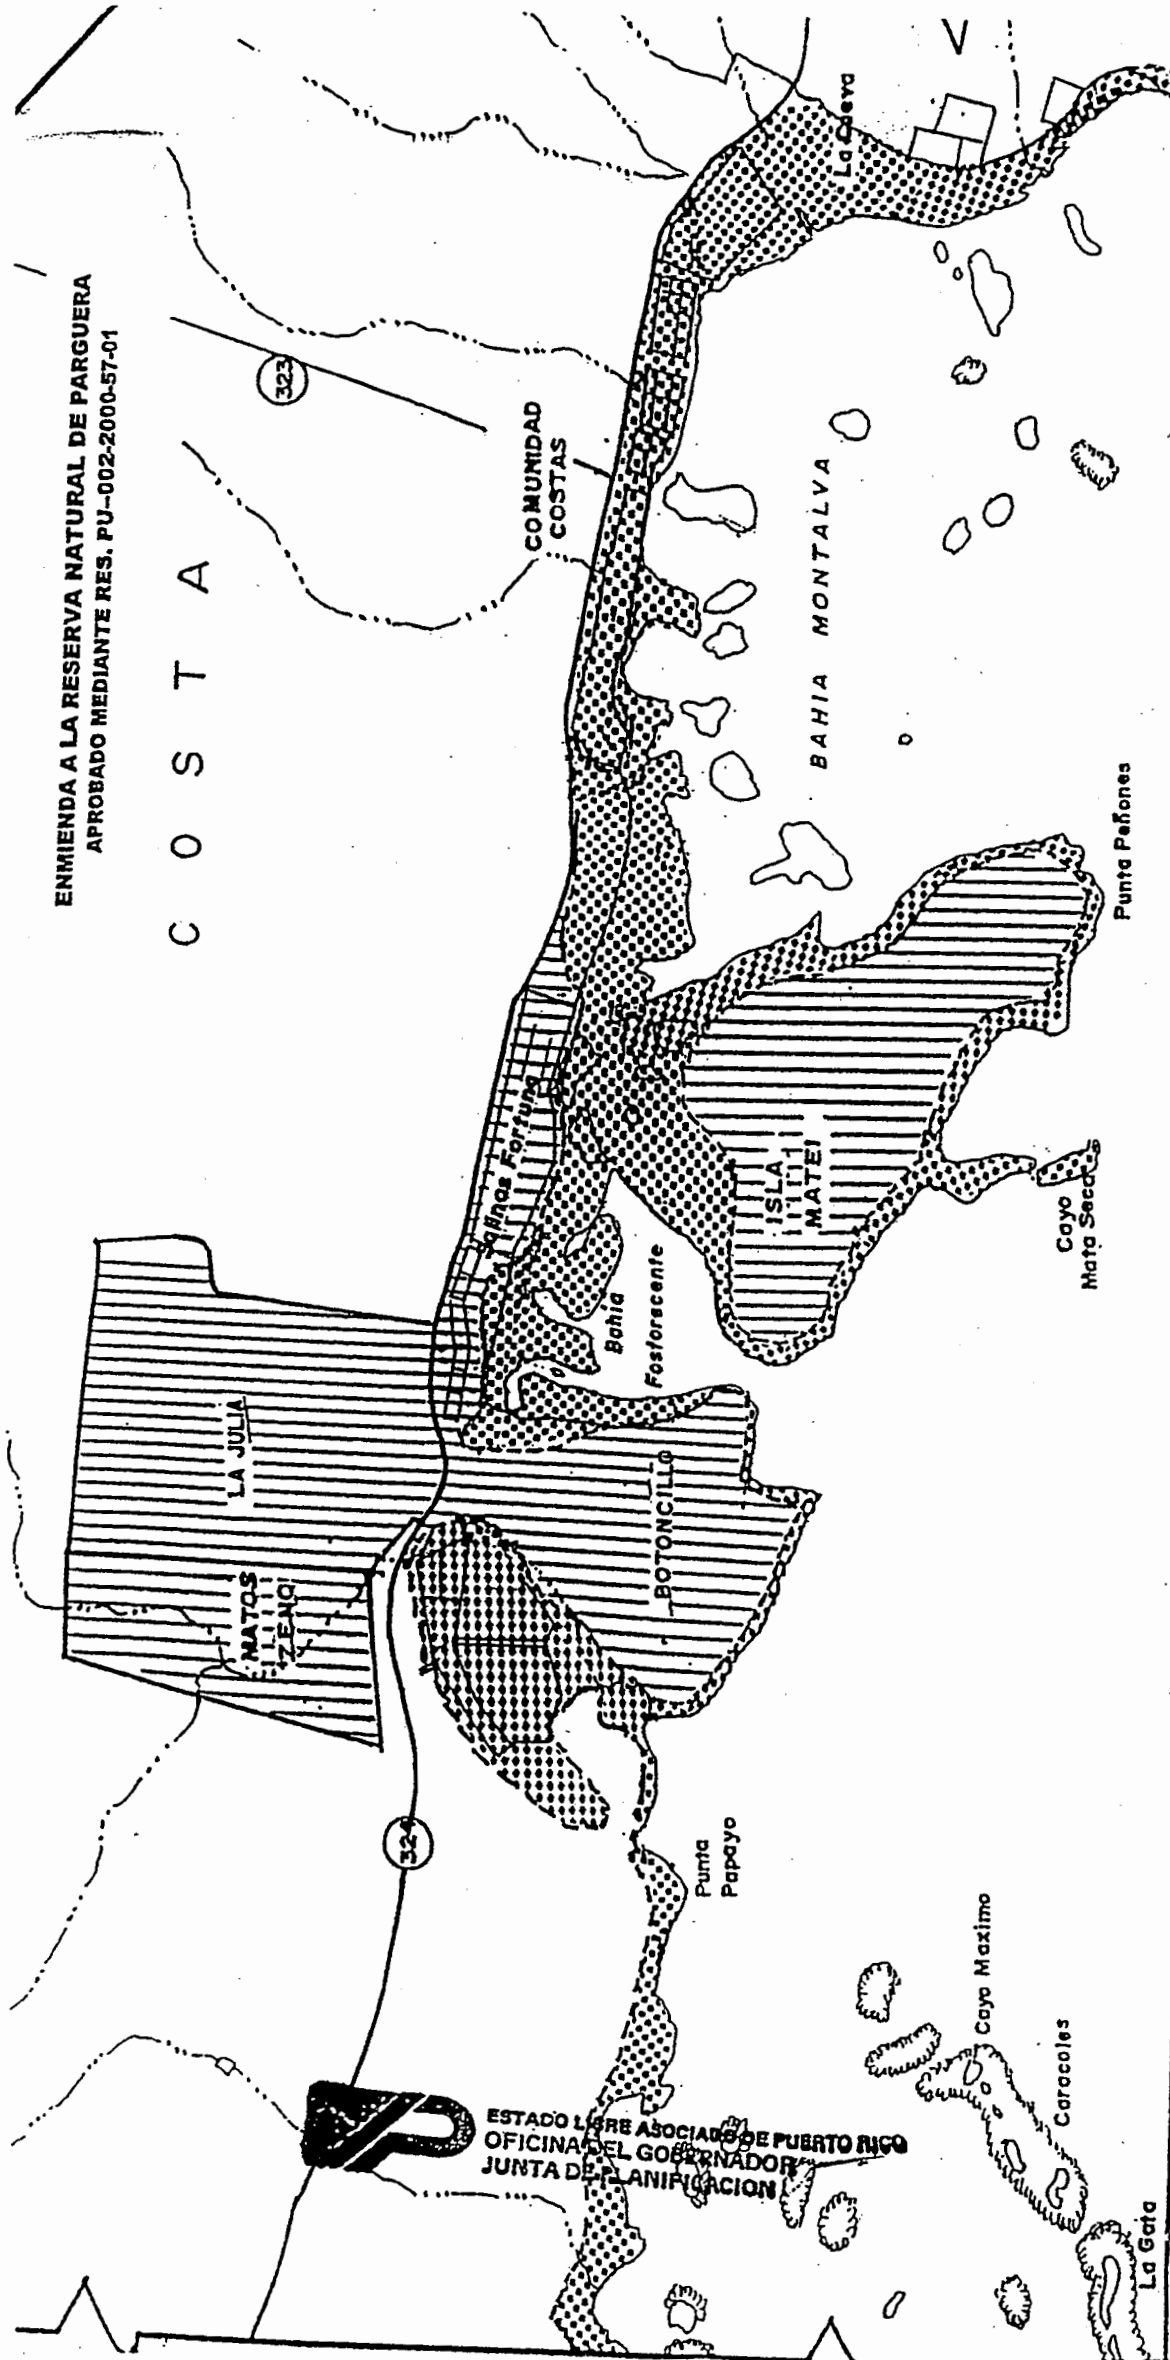 ENMIENDA A LA RESERVA NATURAL DE PARGUERA
APROBADO MEDIANTE RES. PU-002-2000-57-01
C O S T A
323
COMUNIDAD
COSTAS
La Cueva
BAHIA MONTALVA
Punta Peñones
Salinas Fortuna
ISLA
MATEI
Cayo
Mata Seca
Bahia
Fosforescente
LA JULIA
MATOS
ZENO
BOTONCILLO
324
Punta
Papayo
Cayo Maximo
Caracoles
La Gata
ESTADO LIBRE ASOCIADO DE PUERTO RICO
OFICINA DEL GOBERNADOR
JUNTA DE PLANIFICACION